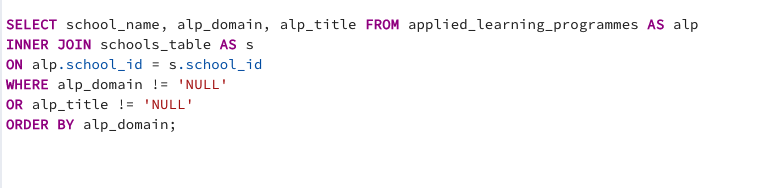 SELECT school_name, alp_domain, alp_title FROM applied_learning_programmes AS alp
INNER JOIN schools_table AS s
ON alp.school_id = s.school_id
WHERE alp_domain != 'NULL'
OR alp_title != 'NULL'
ORDER BY alp_domain;